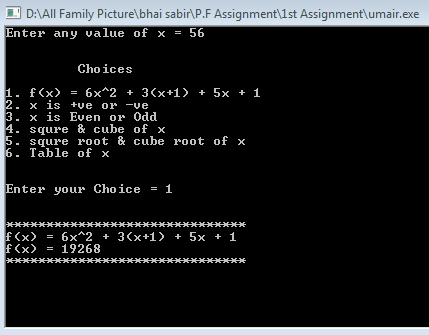 D:\All Family Picture\bhai sabir\P.F Assignment\1st Assignment\umair.exe
Enter any value of x = 56
Choices
1. f(x) = 6x^2 + 3(x+1) + 5x + 1
2. x is +ve or -ve
3. x is Even or Odd
4. squre & cube of x
5. squre root & cube root of x
6. Table of x
Enter your Choice = 1
******************************
f(x) = 6x^2 + 3(x+1) + 5x + 1
f(x) = 19268
******************************